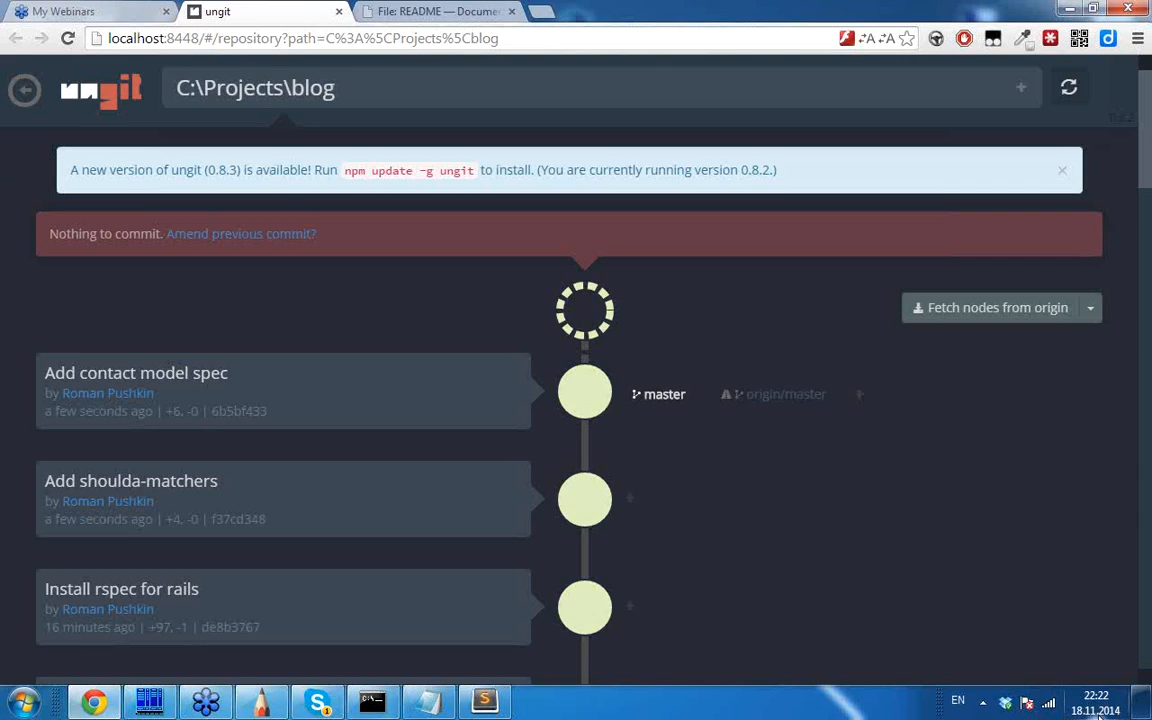 My Webinars
ungit
File: README — Docume
localhost:8448/#/repository?path=C%3A%5CProjects%5Cblog
ungit
C:\Projects\blog
A new version of ungit (0.8.3) is available! Run npm update -g ungit to install. (You are currently running version 0.8.2.)
Nothing to commit. Amend previous commit?
Fetch nodes from origin
Add contact model spec
by Roman Pushkin
a few seconds ago | +6, -0 | 6b5bf433
master origin/master
Add shoulda-matchers
by Roman Pushkin
a few seconds ago | +4, -0 | f37cd348
Install rspec for rails
by Roman Pushkin
16 minutes ago | +97, -1 | de8b3767
EN
22:22
18.11.2014